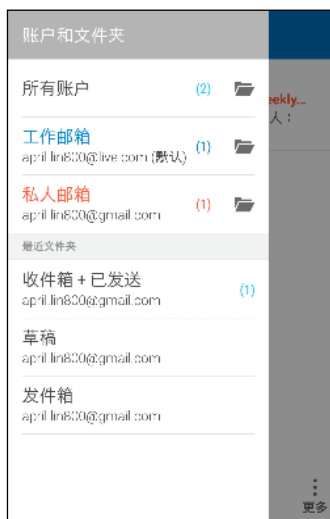 账户和文件夹
所有账户 (2)
eekly...
人：
工作邮箱 (1)
april.lin800@live.com (默认)
私人邮箱 (1)
april.lin800@gmail.com
最近文件夹
收件箱 + 已发送 (1)
april.lin800@gmail.com
草稿
april.lin800@gmail.com
发件箱
april.lin800@gmail.com
更多